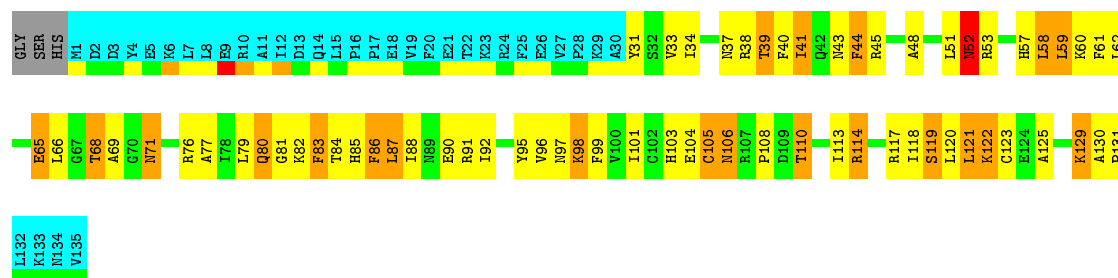 GLY SER HIS M1 D2 D3 Y4 E5 K6 L7 L8 E9 R10 A11 I12 D13 Q14 L15 P16 P17 E18 V19 F20 E21 T22 K23 R24 F25 E26 V27 P28 K29 A30 Y31 S32 V33 I34 N37 R38 T39 F40 I41 Q42 N43 F44 R45 A48 L51 N52 R53 H57 L58 L59 K60 F61
E65 L66 G67 T68 A69 G70 N71 R76 A77 I78 L79 Q80 G81 K82 F83 T84 H85 F86 L87 I88 N89 E90 R91 I92 Y95 V96 N97 K98 F99 V100 I101 C102 H103 E104 C105 N106 R107 P108 D109 T110 I113 R114 R117 I118 S119 L120 L121 K122 C123 E124 A125 K129 A130
L132 K133 N134 V135